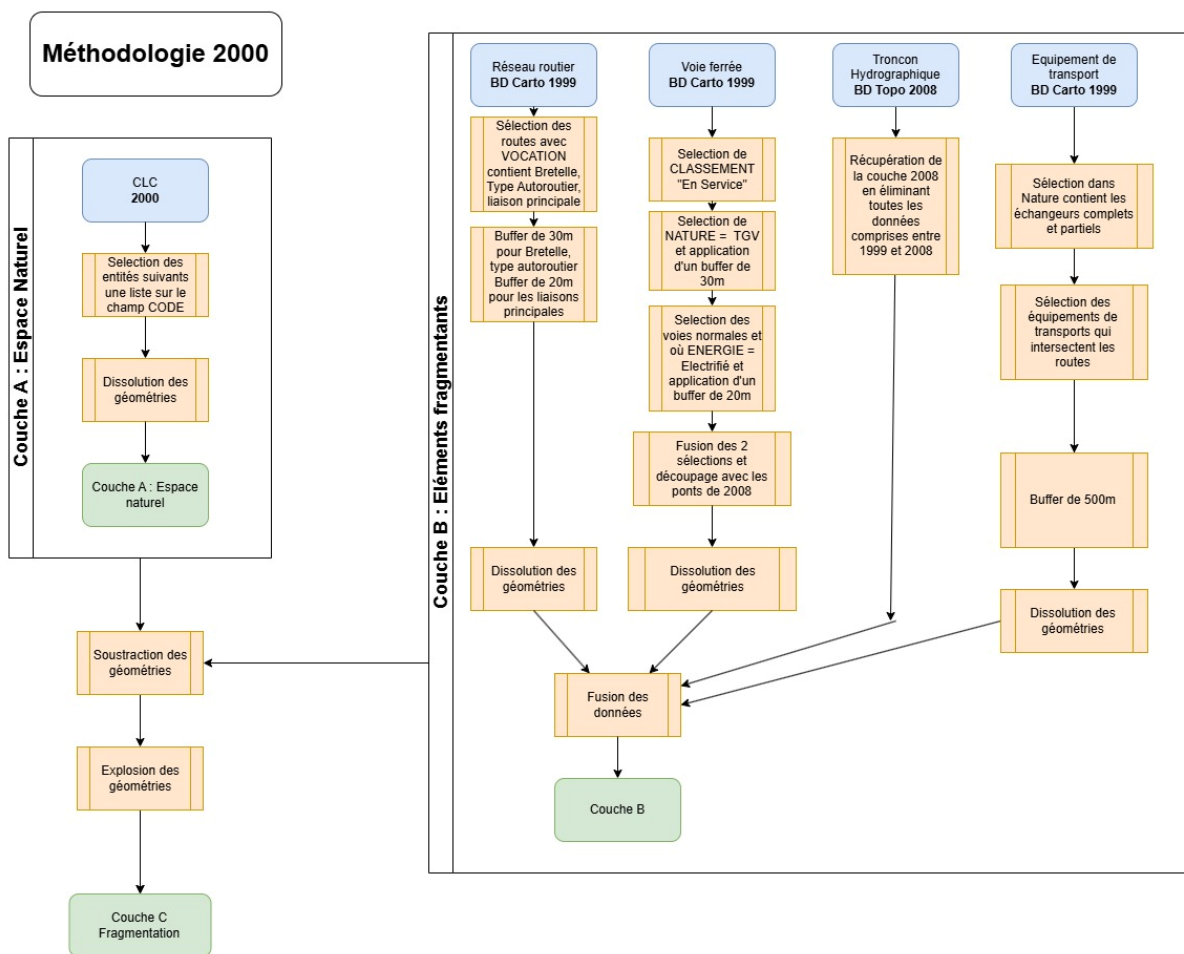 Méthodologie 2000
Couche A : Espace Naturel
CLC
2000
Selection des
entités suivants
une liste sur le
champ CODE
Dissolution des
géométries
Couche A : Espace
naturel
Soustraction des
géométries
Explosion des
géométries
Couche C
Fragmentation
Couche B : Eléments fragmentants
Réseau routier
BD Carto 1999
Sélection des
routes avec
VOCATION
contient Bretelle,
Type Autoroutier,
liaison principale
Buffer de 30m
pour Bretelle,
type autoroutier
Buffer de 20m
pour les liaisons
principales
Dissolution des
géométries
Voie ferrée
BD Carto 1999
Selection de
CLASSEMENT
"En Service"
Selection de
NATURE = TGV
et application
d'un buffer de
30m
Selection des
voies normales et
où ENERGIE =
Electrifié et
application d'un
buffer de 20m
Fusion des 2
sélections et
découpage avec les
ponts de 2008
Dissolution des
géométries
Troncon
Hydrographique
BD Topo 2008
Récupération de
la couche 2008
en éliminant
toutes les
données
comprises entre
1999 et 2008
Equipement de
transport
BD Carto 1999
Sélection dans
Nature contient les
échangeurs complets
et partiels
Sélection des
équipements de
transports qui
intersectent les
routes
Buffer de 500m
Dissolution des
géométries
Fusion des
données
Couche B